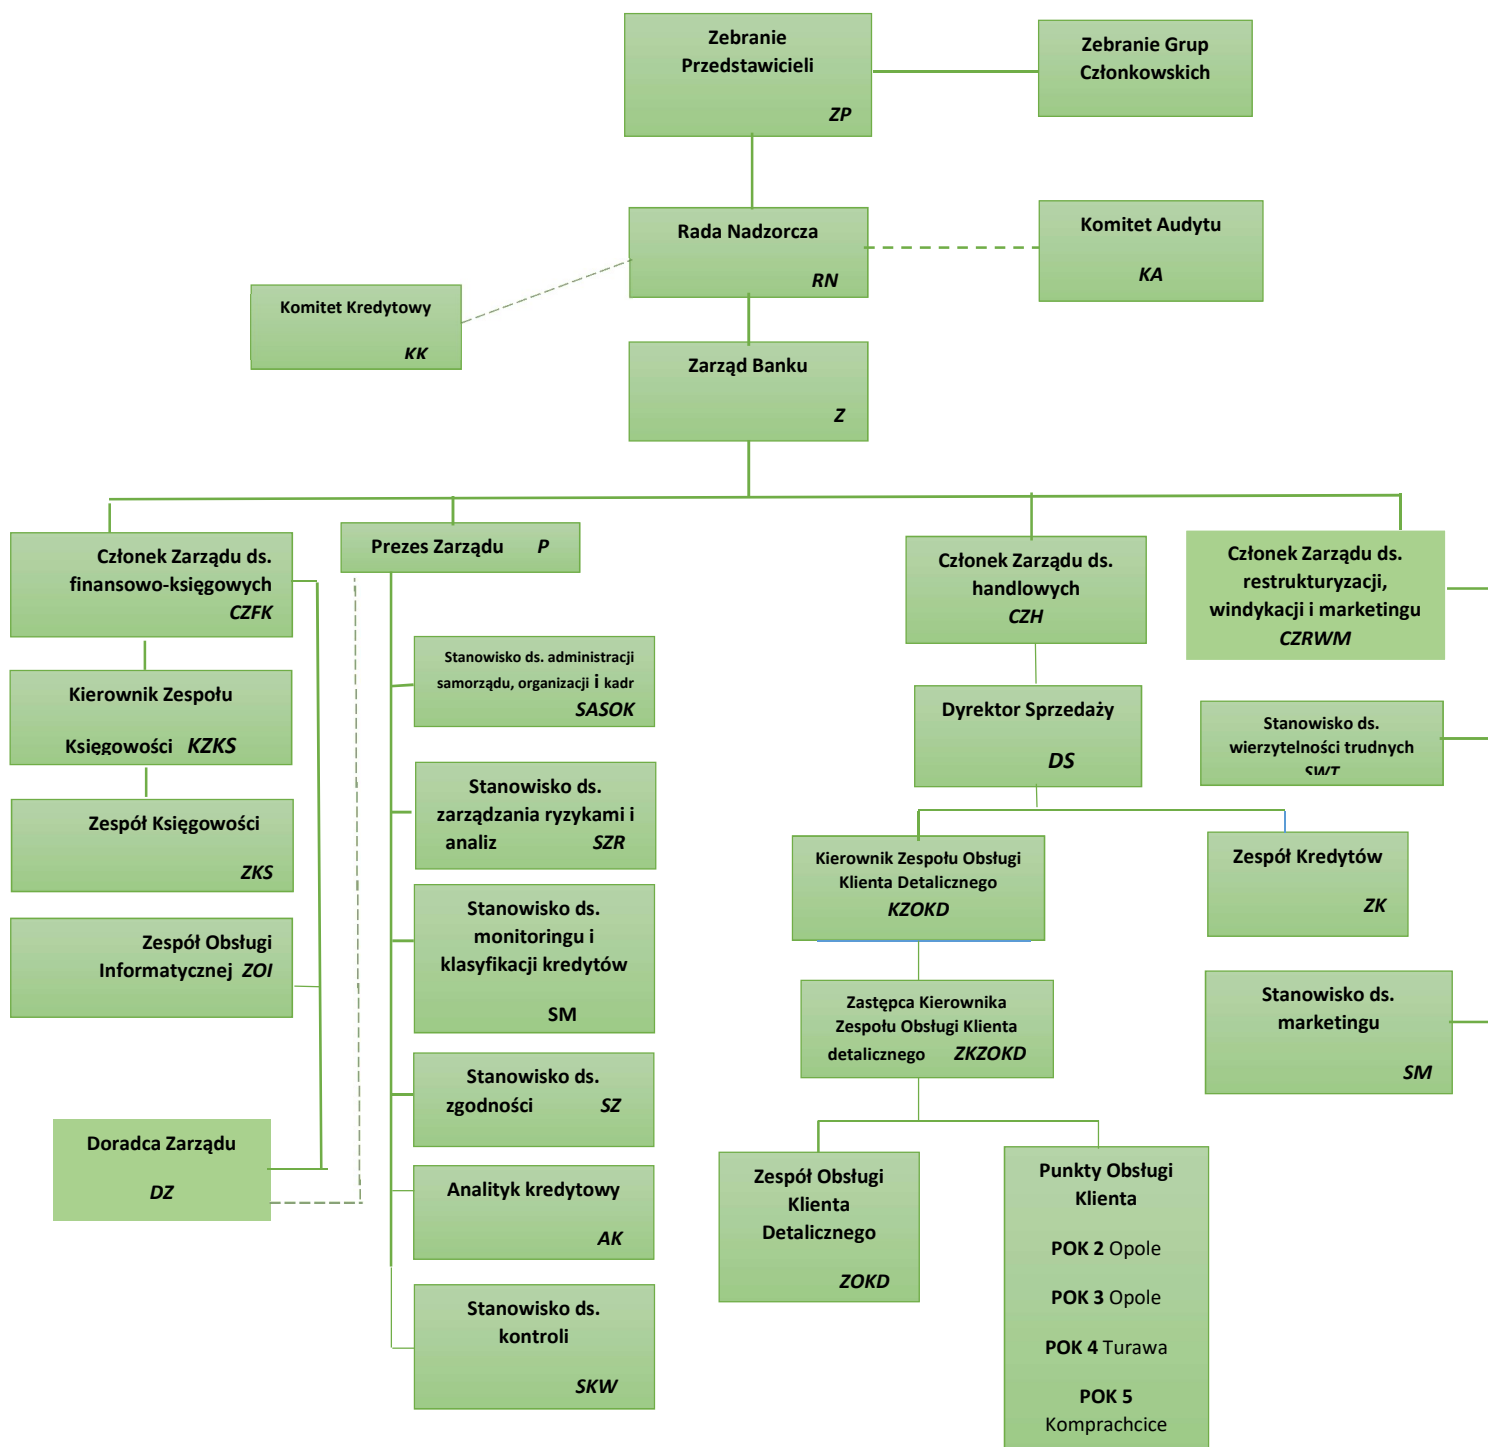 Zebranie
Przedstawicieli
ZP
Zebranie Grup
Członkowskich
Rada Nadzorcza
RN
Komitet Audytu
KA
Komitet Kredytowy
KK
Zarząd Banku
Z
Członek Zarządu ds.
finansowo-księgowych
CZFK
Kierownik Zespołu
Księgowości KZKS
Zespół Księgowości
ZKS
Zespół Obsługi
Informatycznej ZOI
Doradca Zarządu
DZ
Prezes Zarządu P
Stanowisko ds. administracji
samorządu, organizacji i kadr
SASOK
Stanowisko ds.
zarządzania ryzykami i
analiz SZR
Stanowisko ds.
monitoringu i
klasyfikacji kredytów
SM
Stanowisko ds.
zgodności SZ
Analityk kredytowy
AK
Stanowisko ds.
kontroli
SKW
Członek Zarządu ds.
handlowych
CZH
Dyrektor Sprzedaży
DS
Kierownik Zespołu Obsługi
Klienta Detalicznego
KZOKD
Zastępca Kierownika
Zespołu Obsługi Klienta
detalicznego ZKZOKD
Zespół Obsługi
Klienta
Detalicznego
ZOKD
Punkty Obsługi
Klienta
POK 2 Opole
POK 3 Opole
POK 4 Turawa
POK 5
Komprachcice
Członek Zarządu ds.
restrukturyzacji,
windykacji i marketingu
CZRWM
Stanowisko ds.
wierzytelności trudnych
SWT
Zespół Kredytów
ZK
Stanowisko ds.
marketingu
SM